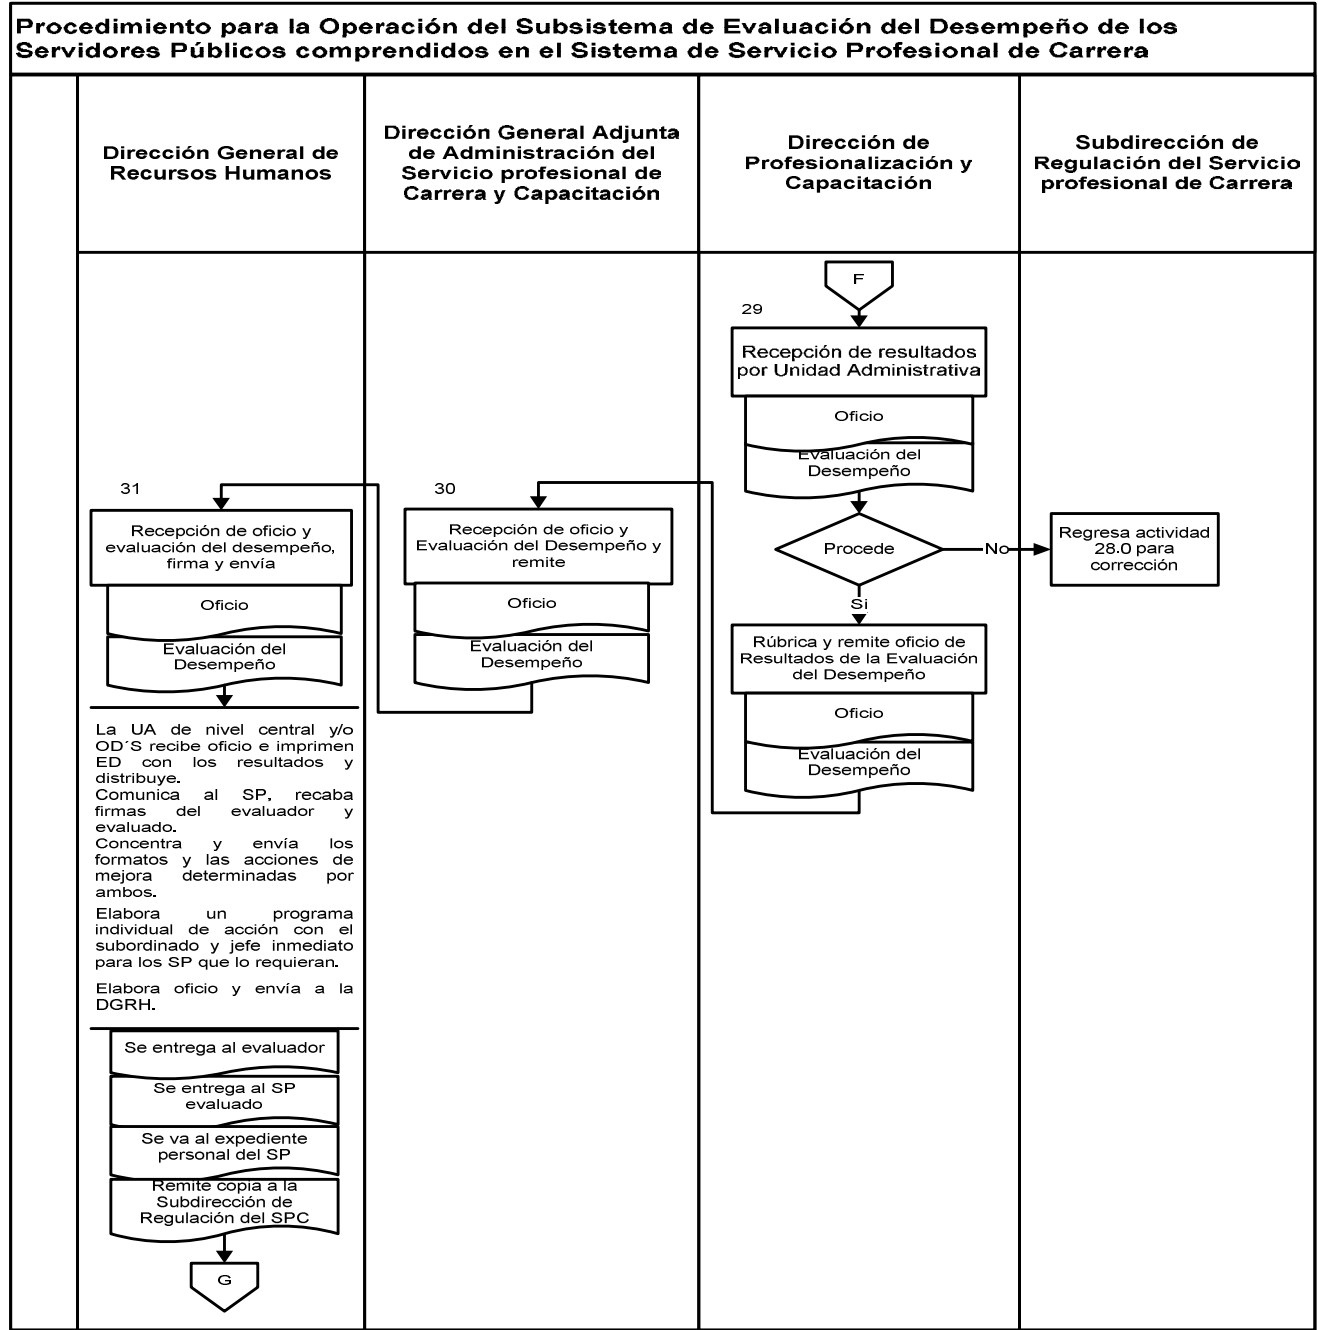 Procedimiento para la Operación del Subsistema de Evaluación del Desempeño de los
Servidores Públicos comprendidos en el Sistema de Servicio Profesional de Carrera
Dirección General de
Recursos Humanos
Dirección General Adjunta
de Administración del
Servicio profesional de
Carrera y Capacitación
Dirección de
Profesionalización y
Capacitación
Subdirección de
Regulación del Servicio
profesional de Carrera
F
29
Recepción de resultados
por Unidad Administrativa
Oficio
Evaluación del
Desempeño
Procede
No
Regresa actividad
28.0 para
corrección
Si
Rúbrica y remite oficio de
Resultados de la Evaluación
del Desempeño
Oficio
Evaluación del
Desempeño
30
Recepción de oficio y
Evaluación del Desempeño y
remite
Oficio
Evaluación del
Desempeño
31
Recepción de oficio y
evaluación del desempeño,
firma y envía
Oficio
Evaluación del
Desempeño
La UA de nivel central y/o
OD´S recibe oficio e imprimen
ED con los resultados y
distribuye.
Comunica al SP, recaba
firmas del evaluador y
evaluado.
Concentra y envía los
formatos y las acciones de
mejora determinadas por
ambos.
Elabora un programa
individual de acción con el
subordinado y jefe inmediato
para los SP que lo requieran.
Elabora oficio y envía a la
DGRH.
Se entrega al evaluador
Se entrega al SP
evaluado
Se va al expediente
personal del SP
Remite copia a la
Subdirección de
Regulación del SPC
G